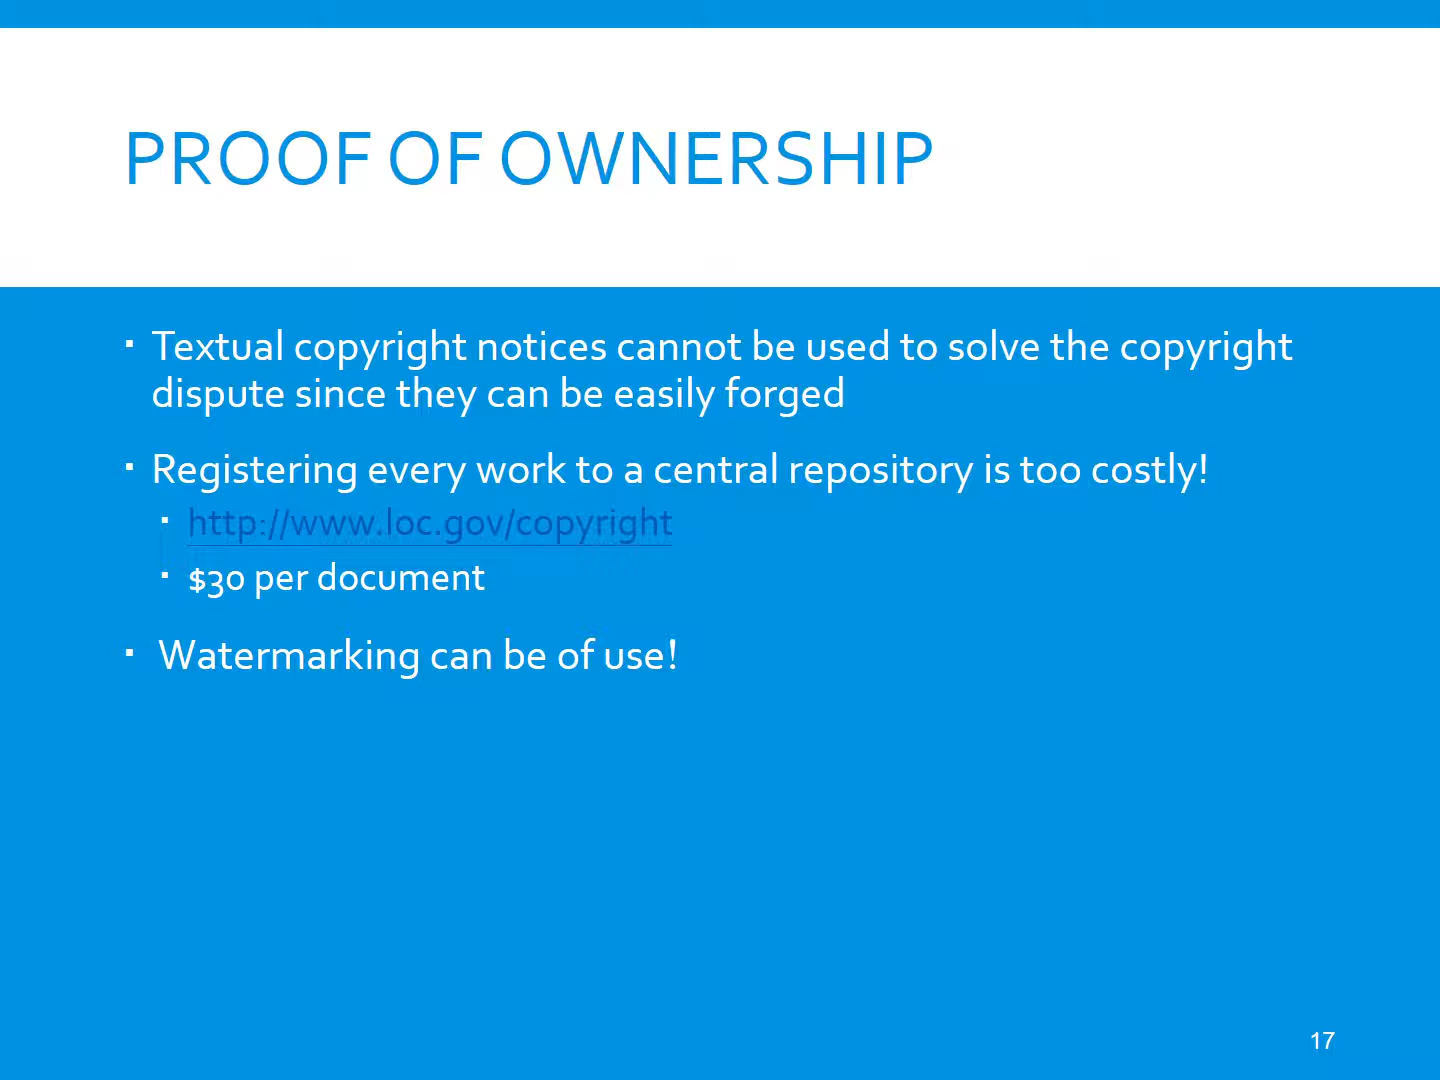 PROOF OF OWNERSHIP
▪ Textual copyright notices cannot be used to solve the copyright
dispute since they can be easily forged
▪ Registering every work to a central repository is too costly!
▪ http://www.loc.gov/copyright
▪ $30 per document
▪ Watermarking can be of use!
17